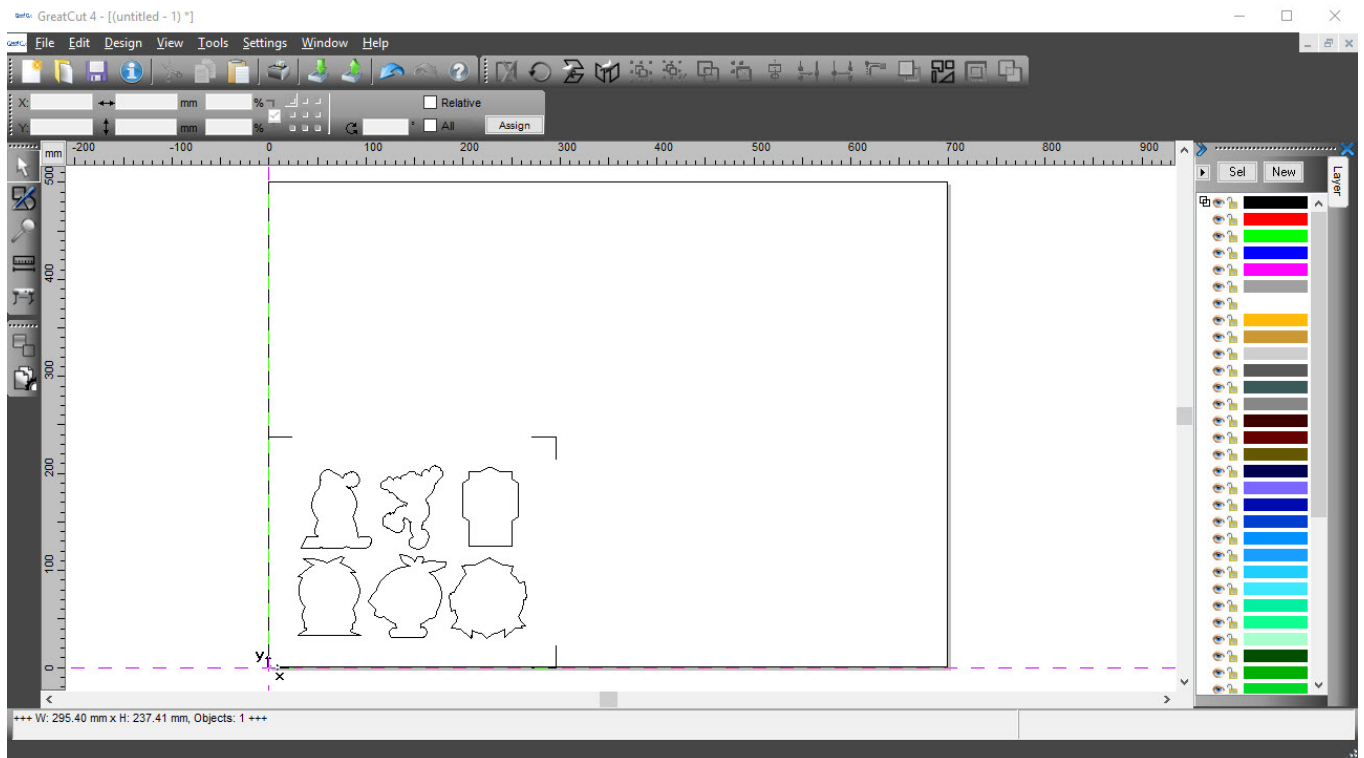 GreatCut 4 - [(untitled - 1) *]
File Edit Design View Tools Settings Window Help
X: mm % Relative
Y: mm % ° All Assign
mm -200 -100 0 100 200 300 400 500 600 700 800 900
Sel New
Layer
500
400
300
200
100
0
y
x
+++ W: 295.40 mm x H: 237.41 mm, Objects: 1 +++